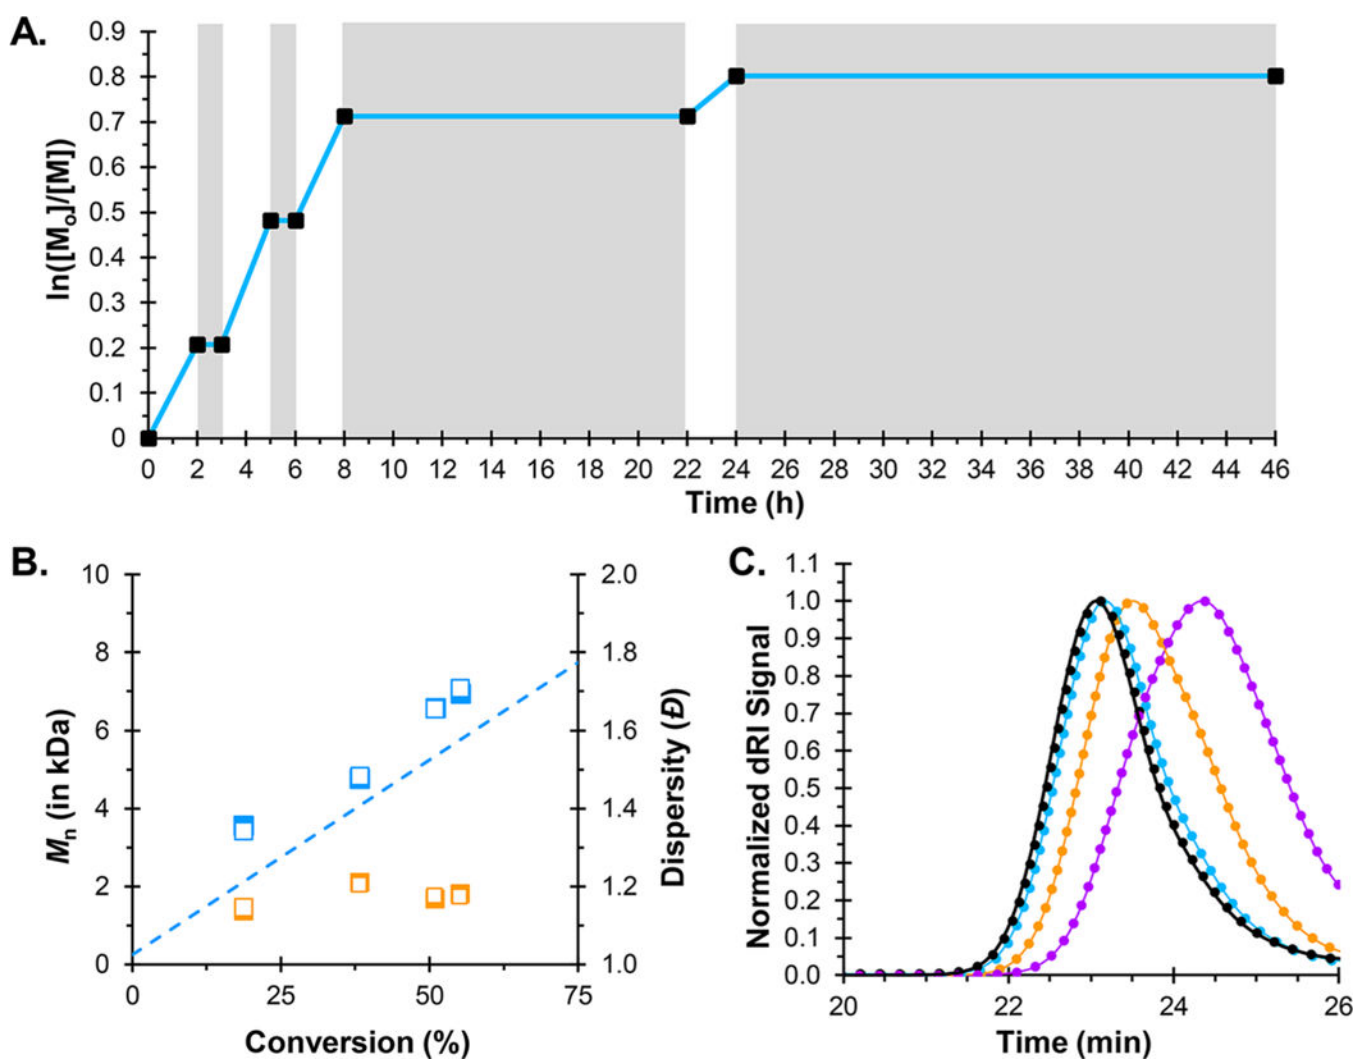 A.
ln([Mo]/[M])
0.9
0.8
0.7
0.6
0.5
0.4
0.3
0.2
0.1
0
0 2 4 6 8 10 12 14 16 18 20 22 24 26 28 30 32 34 36 38 40 42 44 46
Time (h)
B.
Mn (in kDa)
10
8
6
4
2
0
2.0
1.8
1.6
1.4
1.2
1.0
Dispersity (Đ)
0 25 50 75
Conversion (%)
C.
Normalized dRI Signal
1.1
1.0
0.9
0.8
0.7
0.6
0.5
0.4
0.3
0.2
0.1
0.0
20 22 24 26
Time (min)